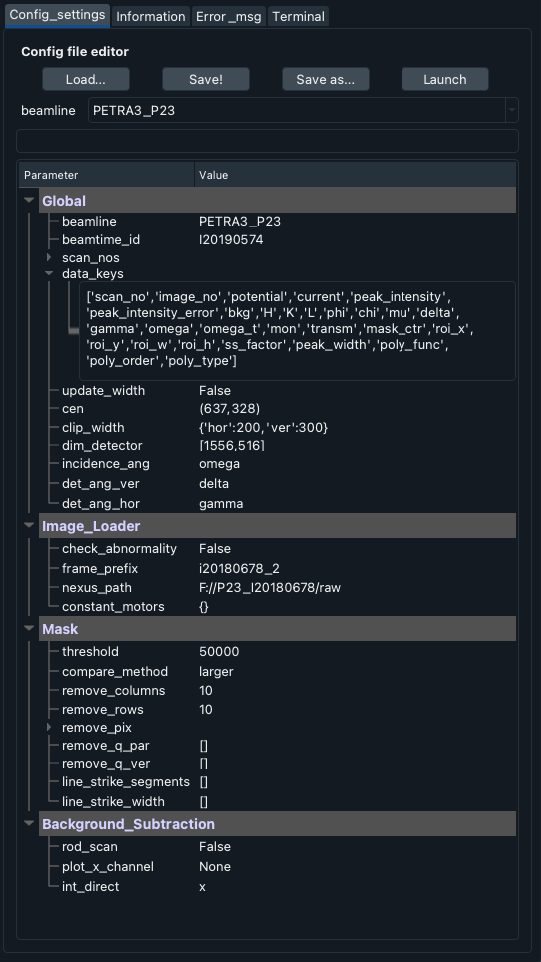 Config_settings Information Error_msg Terminal
Config file editor
Load... Save! Save as... Launch
beamline PETRA3_P23
Parameter Value
Global
beamline PETRA3_P23
beamtime_id I20190574
scan_nos
data_keys
['scan_no','image_no','potential','current','peak_intensity',
'peak_intensity_error','bkg','H','K','L','phi','chi','mu','delta',
'gamma','omega','omega_t','mon','transm','mask_ctr','roi_x',
'roi_y','roi_w','roi_h','ss_factor','peak_width','poly_func',
'poly_order','poly_type']
update_width False
cen (637,328)
clip_width {'hor':200,'ver':300}
dim_detector [1556,516]
incidence_ang omega
det_ang_ver delta
det_ang_hor gamma
Image_Loader
check_abnormality False
frame_prefix i20180678_2
nexus_path F://P23_I20180678/raw
constant_motors {}
Mask
threshold 50000
compare_method larger
remove_columns 10
remove_rows 10
remove_pix
remove_q_par []
remove_q_ver []
line_strike_segments []
line_strike_width []
Background_Subtraction
rod_scan False
plot_x_channel None
int_direct x